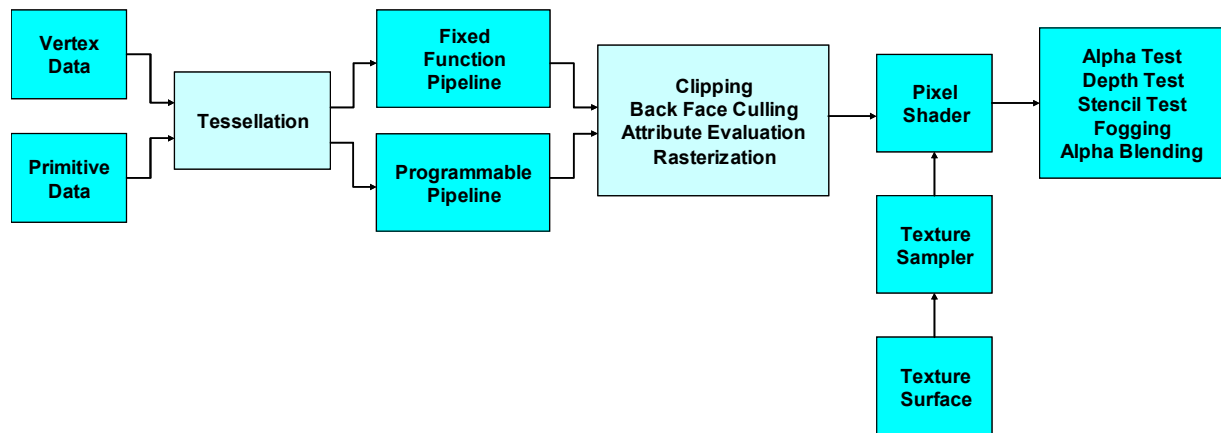 Vertex
Data
Primitive
Data
Tessellation
Fixed
Function
Pipeline
Programmable
Pipeline
Clipping
Back Face Culling
Attribute Evaluation
Rasterization
Pixel
Shader
Texture
Sampler
Texture
Surface
Alpha Test
Depth Test
Stencil Test
Fogging
Alpha Blending